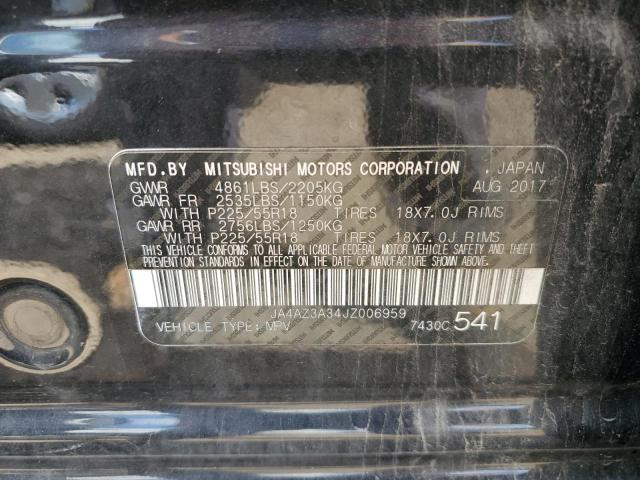 MFD.BY MITSUBISHI MOTORS CORPORATION . JAPAN
GVWR 4861LBS/2205KG AUG 2017
GAWR FR 2535LBS/1150KG
WITH P225/55R18 TIRES 18X7.0J RIMS
GAWR RR 2756LBS/1250KG
WITH P225/55R18 TIRES 18X7.0J RIMS
THIS VEHICLE CONFORMS TO ALL APPLICABLE FEDERAL MOTOR VEHICLE SAFETY AND THEFT
PREVENTION STANDARDS IN EFFECT ON THE DATE OF MANUFACTURE SHOWN ABOVE.
JA4AZ3A34JZ006959
VEHICLE TYPE:MPV 7430C 541